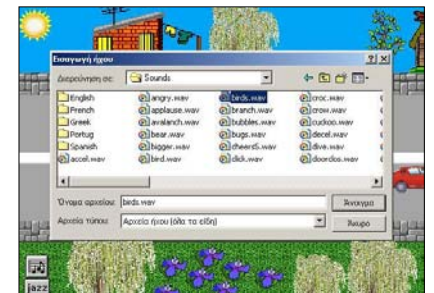 Εισαγωγή ήχου
Διερεύνηση σε: Sounds
English angry.wav birds.wav croc.wav
French applause.wav branch.wav crow.wav
Greek avalanch.wav bubbles.wav cuckoo.wav
Portug bear.wav bugs.wav decel.wav
Spanish bigger.wav cheers5.wav dive.wav
accel.wav bird.wav click.wav doordos.wav
Όνομα αρχείου: birds.wav Άνοιγμα
Αρχεία τύπου: Αρχεία ήχου (όλα τα είδη) Άκυρο
jazz